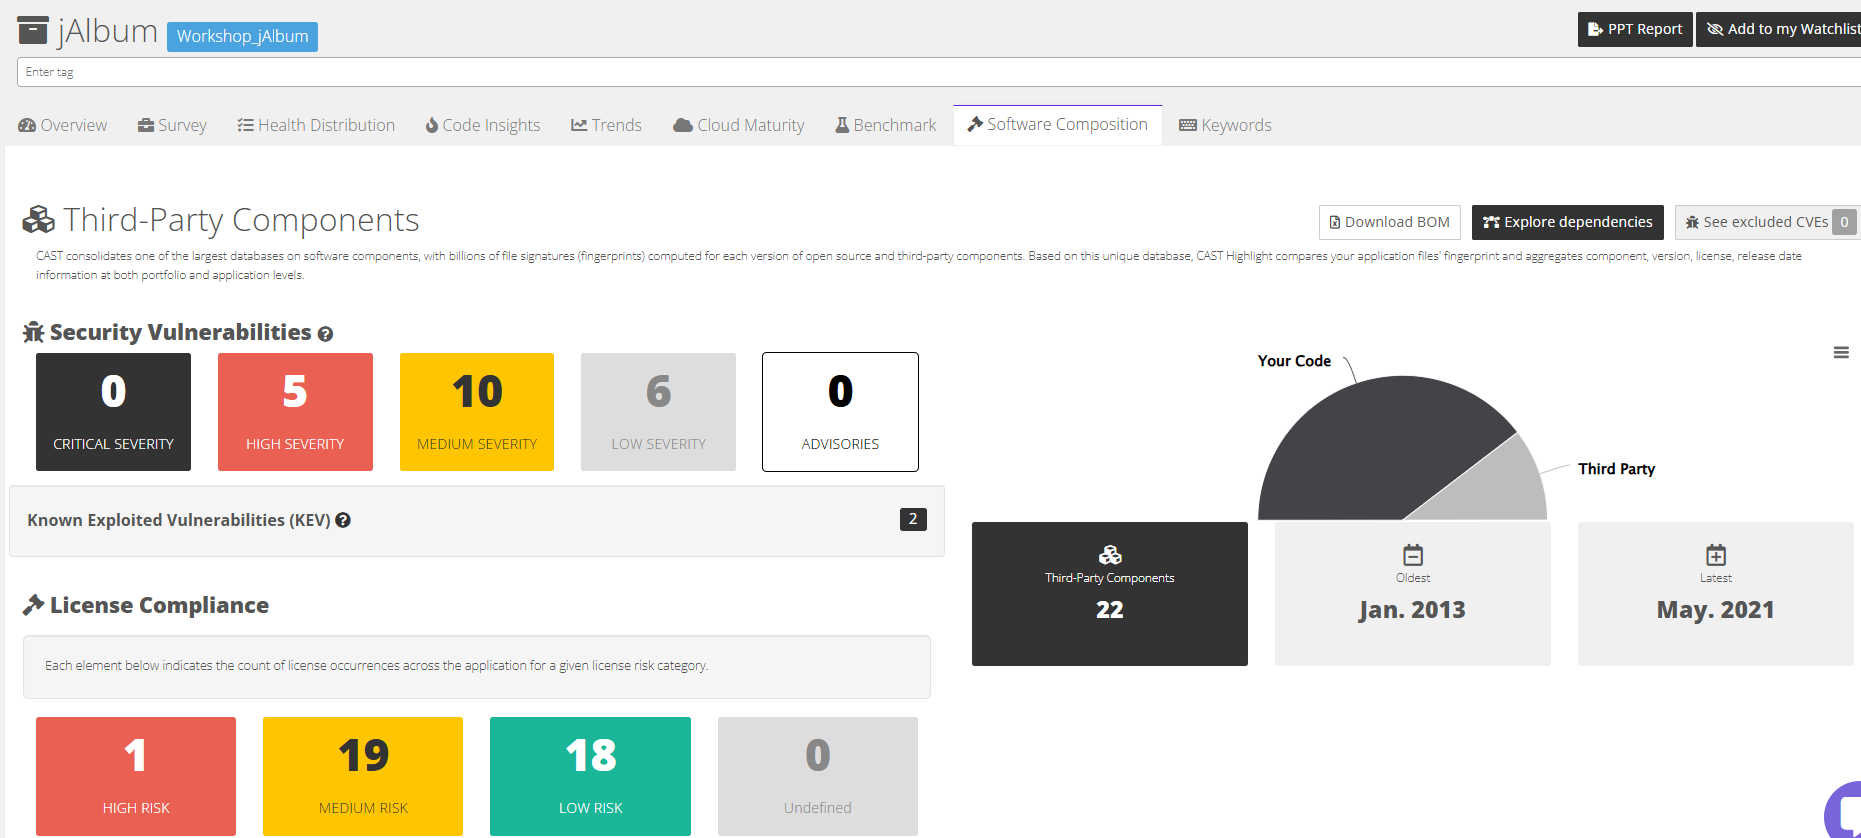 jAlbum Workshop_jAlbum
PPT Report
Add to my Watchlist
Enter tag
Overview
Survey
Health Distribution
Code Insights
Trends
Cloud Maturity
Benchmark
Software Composition
Keywords
Third-Party Components
Download BOM
Explore dependencies
See excluded CVEs 0
CAST consolidates one of the largest databases on software components, with billions of file signatures (fingerprints) computed for each version of open source and third-party components. Based on this unique database, CAST Highlight compares your application files' fingerprint and aggregates component, version, license, release date
information at both portfolio and application levels.
Security Vulnerabilities ?
0
CRITICAL SEVERITY
5
HIGH SEVERITY
10
MEDIUM SEVERITY
6
LOW SEVERITY
0
ADVISORIES
Known Exploited Vulnerabilities (KEV) ?
2
Your Code
Third Party
Third-Party Components
22
Oldest
Jan. 2013
Latest
May. 2021
License Compliance
Each element below indicates the count of license occurrences across the application for a given license risk category.
1
HIGH RISK
19
MEDIUM RISK
18
LOW RISK
0
Undefined